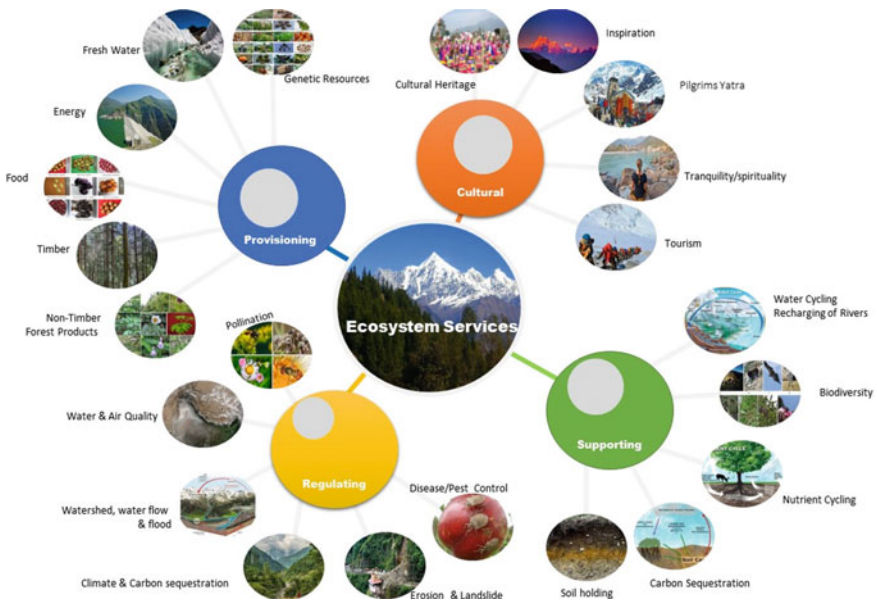 Fresh Water
Genetic Resources
Energy
Food
Timber
Non-Timber
Forest Products
Provisioning
Cultural Heritage
Inspiration
Pilgrims Yatra
Tranquility/spirituality
Tourism
Cultural
Ecosystem Services
Pollination
Water & Air Quality
Watershed, water flow
& flood
Climate & Carbon sequestration
Erosion & Landslide
Disease/Pest Control
Regulating
Water Cycling
Recharging of Rivers
Biodiversity
Nutrient Cycling
Carbon Sequestration
Soil holding
Supporting